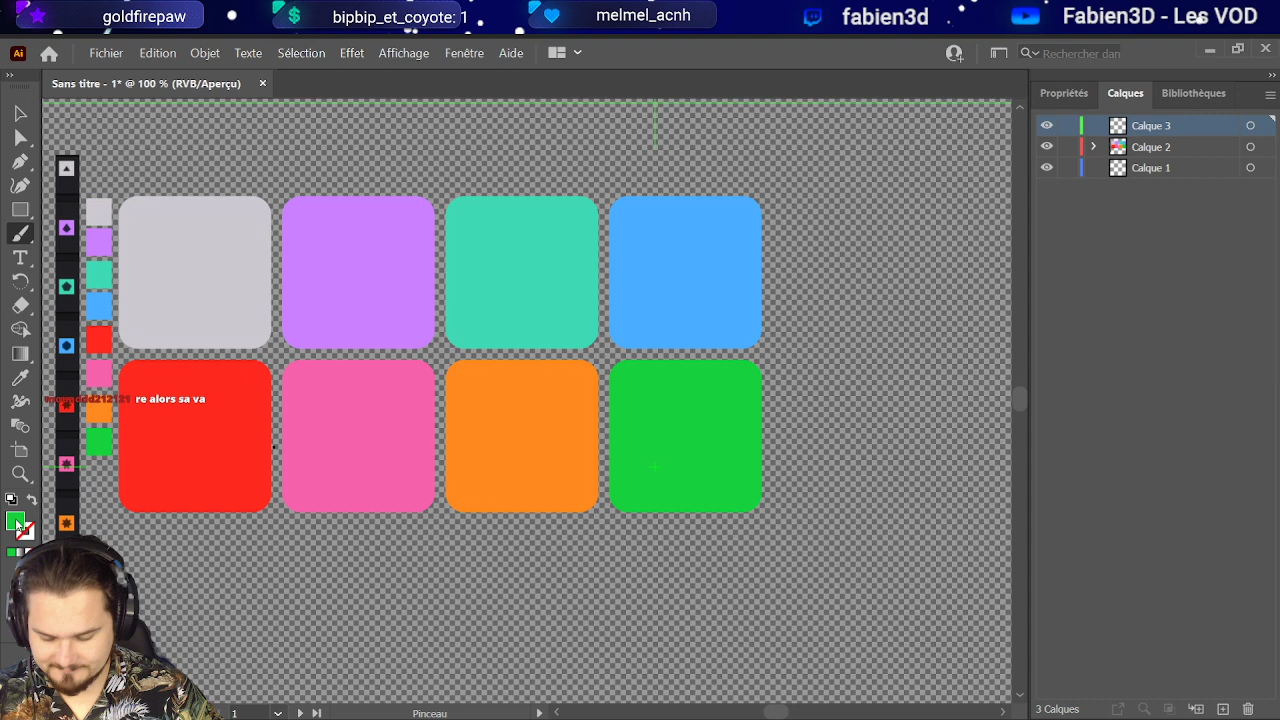 goldfirepaw
bipbip_et_coyote: 1
melmel_acnh
fabien3d
Fabien3D - Les VOD
Ai
Fichier Edition Objet Texte Sélection Effet Affichage Fenêtre Aide
Rechercher dan
Sans titre - 1* @ 100 % (RVB/Aperçu)
Propriétés Calques Bibliothèques
Calque 3
Calque 2
Calque 1
re alors sa va
1
Pinceau
3 Calques